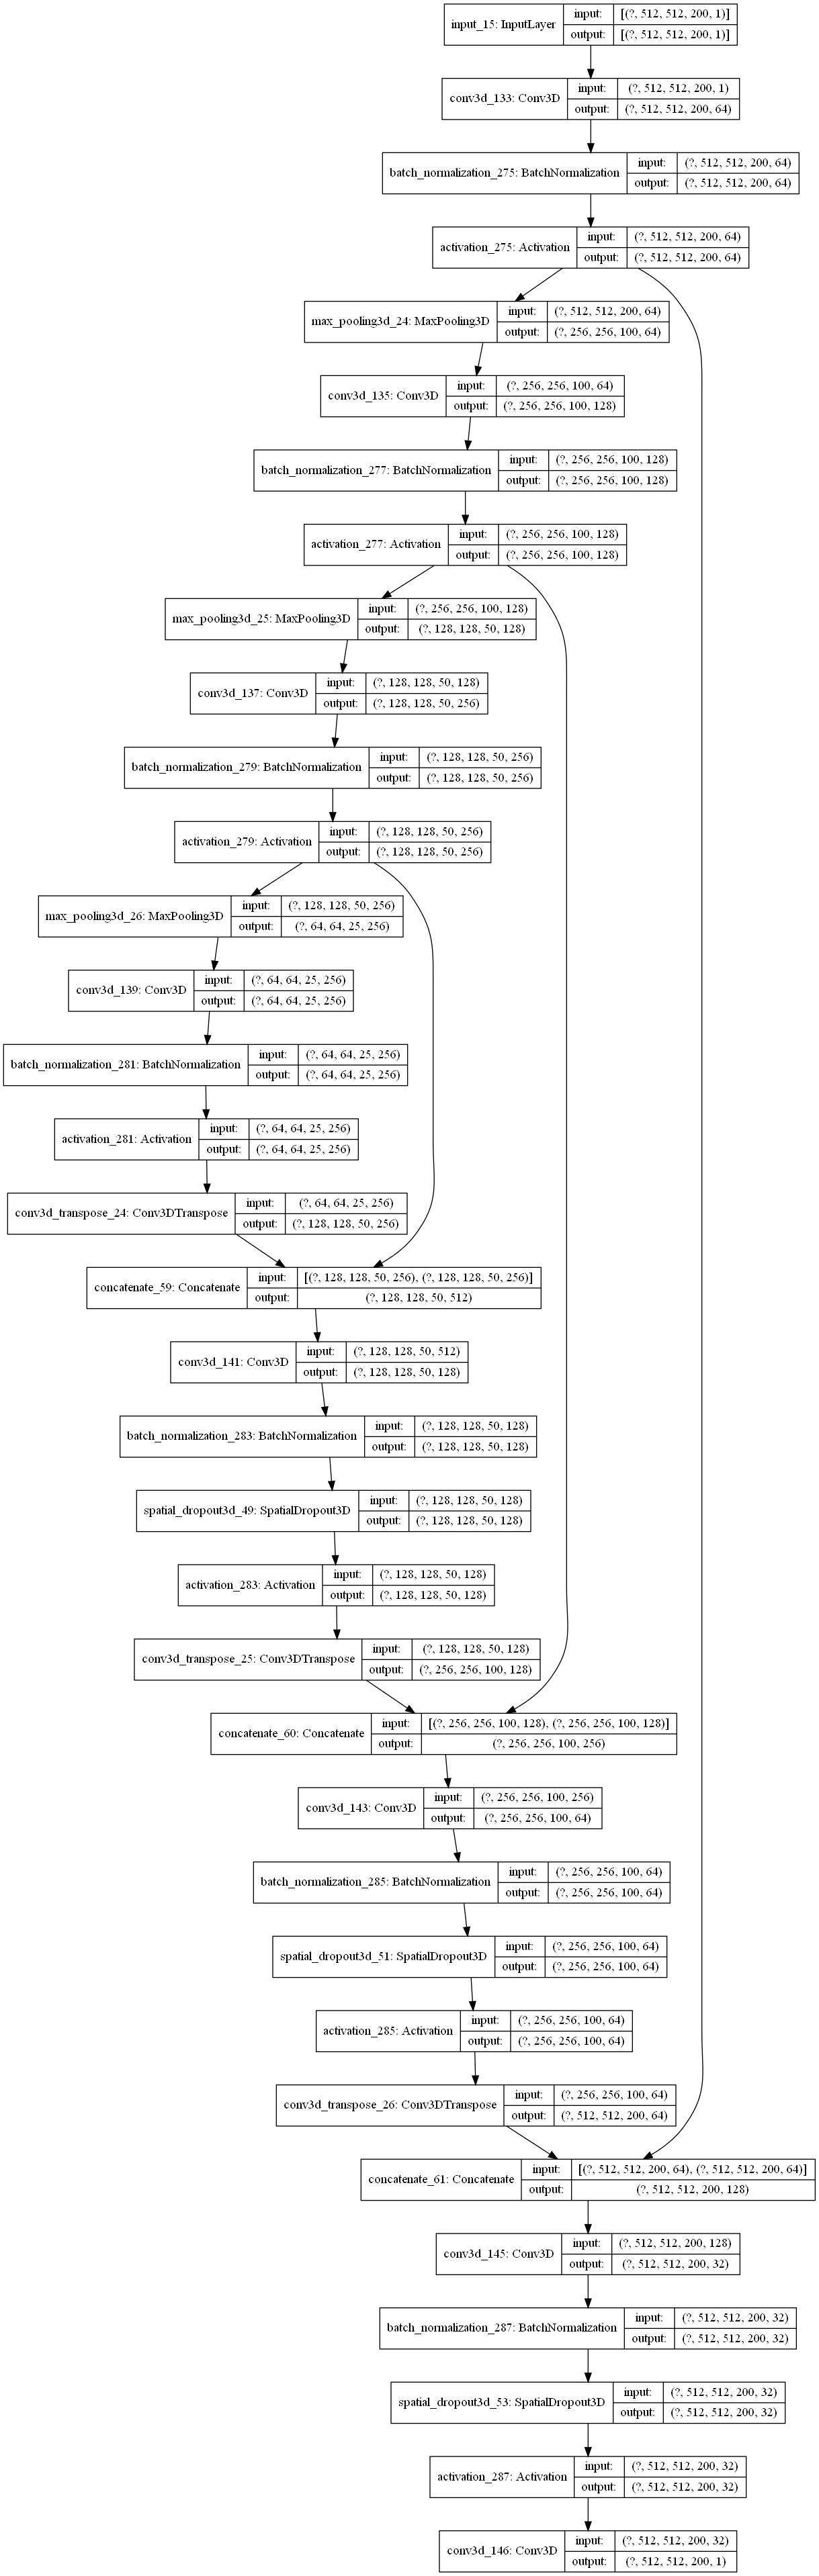 input_15: InputLayer
input: [(?, 512, 512, 200, 1)]
output: [(?, 512, 512, 200, 1)]
conv3d_133: Conv3D
input: (?, 512, 512, 200, 1)
output: (?, 512, 512, 200, 64)
batch_normalization_275: BatchNormalization
input: (?, 512, 512, 200, 64)
output: (?, 512, 512, 200, 64)
activation_275: Activation
input: (?, 512, 512, 200, 64)
output: (?, 512, 512, 200, 64)
max_pooling3d_24: MaxPooling3D
input: (?, 512, 512, 200, 64)
output: (?, 256, 256, 100, 64)
conv3d_135: Conv3D
input: (?, 256, 256, 100, 64)
output: (?, 256, 256, 100, 128)
batch_normalization_277: BatchNormalization
input: (?, 256, 256, 100, 128)
output: (?, 256, 256, 100, 128)
activation_277: Activation
input: (?, 256, 256, 100, 128)
output: (?, 256, 256, 100, 128)
max_pooling3d_25: MaxPooling3D
input: (?, 256, 256, 100, 128)
output: (?, 128, 128, 50, 128)
conv3d_137: Conv3D
input: (?, 128, 128, 50, 128)
output: (?, 128, 128, 50, 256)
batch_normalization_279: BatchNormalization
input: (?, 128, 128, 50, 256)
output: (?, 128, 128, 50, 256)
activation_279: Activation
input: (?, 128, 128, 50, 256)
output: (?, 128, 128, 50, 256)
max_pooling3d_26: MaxPooling3D
input: (?, 128, 128, 50, 256)
output: (?, 64, 64, 25, 256)
conv3d_139: Conv3D
input: (?, 64, 64, 25, 256)
output: (?, 64, 64, 25, 256)
batch_normalization_281: BatchNormalization
input: (?, 64, 64, 25, 256)
output: (?, 64, 64, 25, 256)
activation_281: Activation
input: (?, 64, 64, 25, 256)
output: (?, 64, 64, 25, 256)
conv3d_transpose_24: Conv3DTranspose
input: (?, 64, 64, 25, 256)
output: (?, 128, 128, 50, 256)
concatenate_59: Concatenate
input: [(?, 128, 128, 50, 256), (?, 128, 128, 50, 256)]
output: (?, 128, 128, 50, 512)
conv3d_141: Conv3D
input: (?, 128, 128, 50, 512)
output: (?, 128, 128, 50, 128)
batch_normalization_283: BatchNormalization
input: (?, 128, 128, 50, 128)
output: (?, 128, 128, 50, 128)
spatial_dropout3d_49: SpatialDropout3D
input: (?, 128, 128, 50, 128)
output: (?, 128, 128, 50, 128)
activation_283: Activation
input: (?, 128, 128, 50, 128)
output: (?, 128, 128, 50, 128)
conv3d_transpose_25: Conv3DTranspose
input: (?, 128, 128, 50, 128)
output: (?, 256, 256, 100, 128)
concatenate_60: Concatenate
input: [(?, 256, 256, 100, 128), (?, 256, 256, 100, 128)]
output: (?, 256, 256, 100, 256)
conv3d_143: Conv3D
input: (?, 256, 256, 100, 256)
output: (?, 256, 256, 100, 64)
batch_normalization_285: BatchNormalization
input: (?, 256, 256, 100, 64)
output: (?, 256, 256, 100, 64)
spatial_dropout3d_51: SpatialDropout3D
input: (?, 256, 256, 100, 64)
output: (?, 256, 256, 100, 64)
activation_285: Activation
input: (?, 256, 256, 100, 64)
output: (?, 256, 256, 100, 64)
conv3d_transpose_26: Conv3DTranspose
input: (?, 256, 256, 100, 64)
output: (?, 512, 512, 200, 64)
concatenate_61: Concatenate
input: [(?, 512, 512, 200, 64), (?, 512, 512, 200, 64)]
output: (?, 512, 512, 200, 128)
conv3d_145: Conv3D
input: (?, 512, 512, 200, 128)
output: (?, 512, 512, 200, 32)
batch_normalization_287: BatchNormalization
input: (?, 512, 512, 200, 32)
output: (?, 512, 512, 200, 32)
spatial_dropout3d_53: SpatialDropout3D
input: (?, 512, 512, 200, 32)
output: (?, 512, 512, 200, 32)
activation_287: Activation
input: (?, 512, 512, 200, 32)
output: (?, 512, 512, 200, 32)
conv3d_146: Conv3D
input: (?, 512, 512, 200, 32)
output: (?, 512, 512, 200, 1)